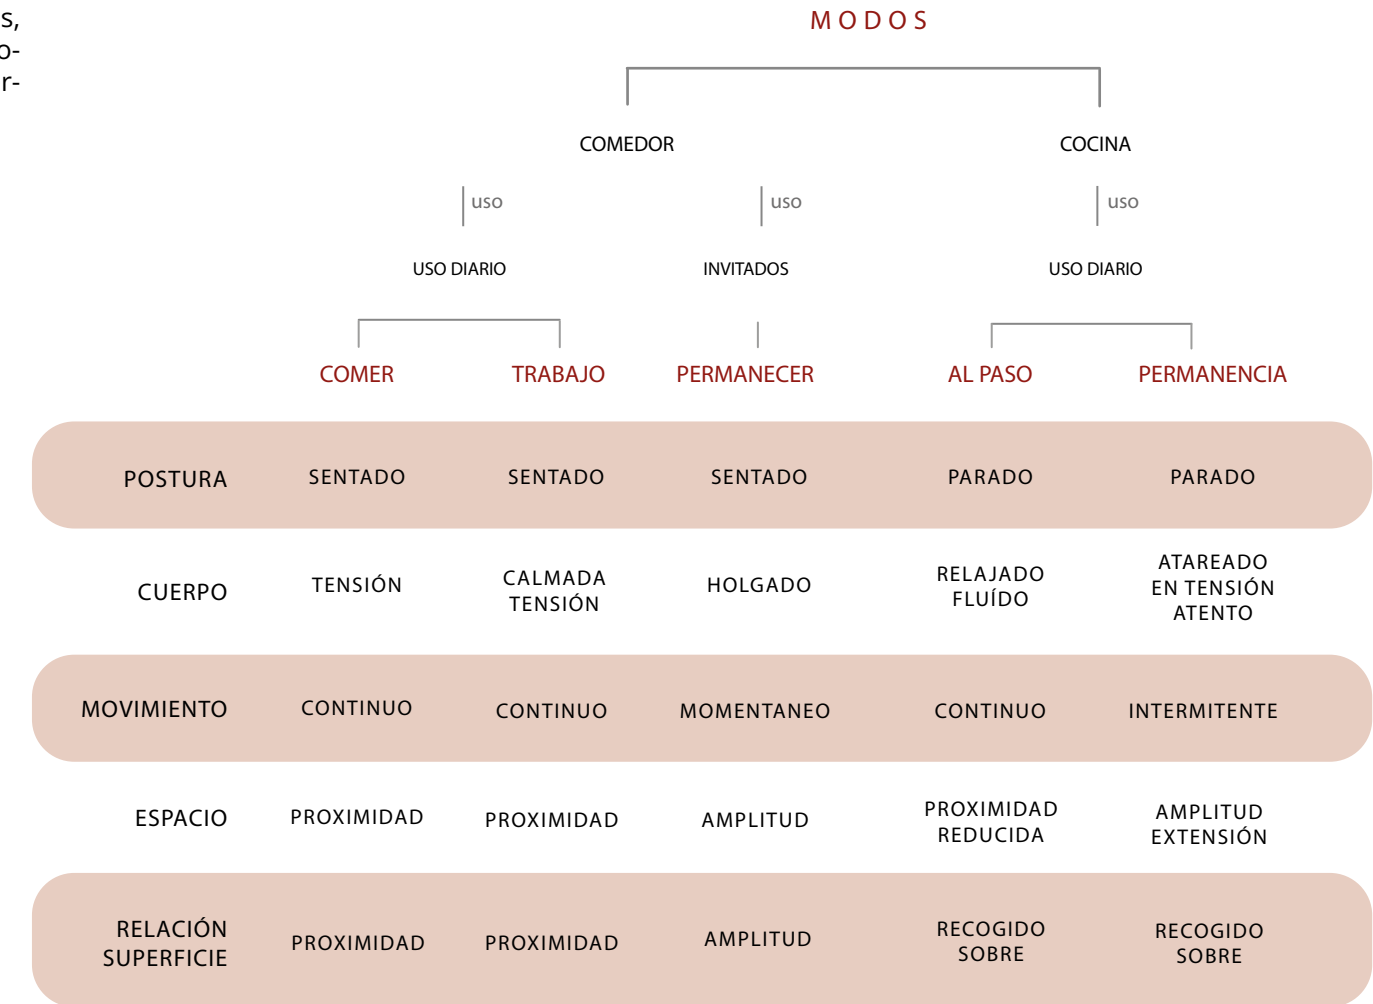 s,
o-
r-
MODOS
COMEDOR COCINA
uso uso uso
USO DIARIO INVITADOS USO DIARIO
COMER TRABAJO PERMANECER AL PASO PERMANENCIA
POSTURA SENTADO SENTADO SENTADO PARADO PARADO
CUERPO
TENSIÓN
CALMADA
TENSIÓN
HOLGADO
RELAJADO
FLUÍDO
ATAREADO
EN TENSIÓN
ATENTO
MOVIMIENTO CONTINUO CONTINUO MOMENTANEO CONTINUO INTERMITENTE
ESPACIO
PROXIMIDAD
PROXIMIDAD
AMPLITUD
PROXIMIDAD
REDUCIDA
AMPLITUD
EXTENSIÓN
RELACIÓN
SUPERFICIE
PROXIMIDAD
PROXIMIDAD
AMPLITUD
RECOGIDO
SOBRE
RECOGIDO
SOBRE